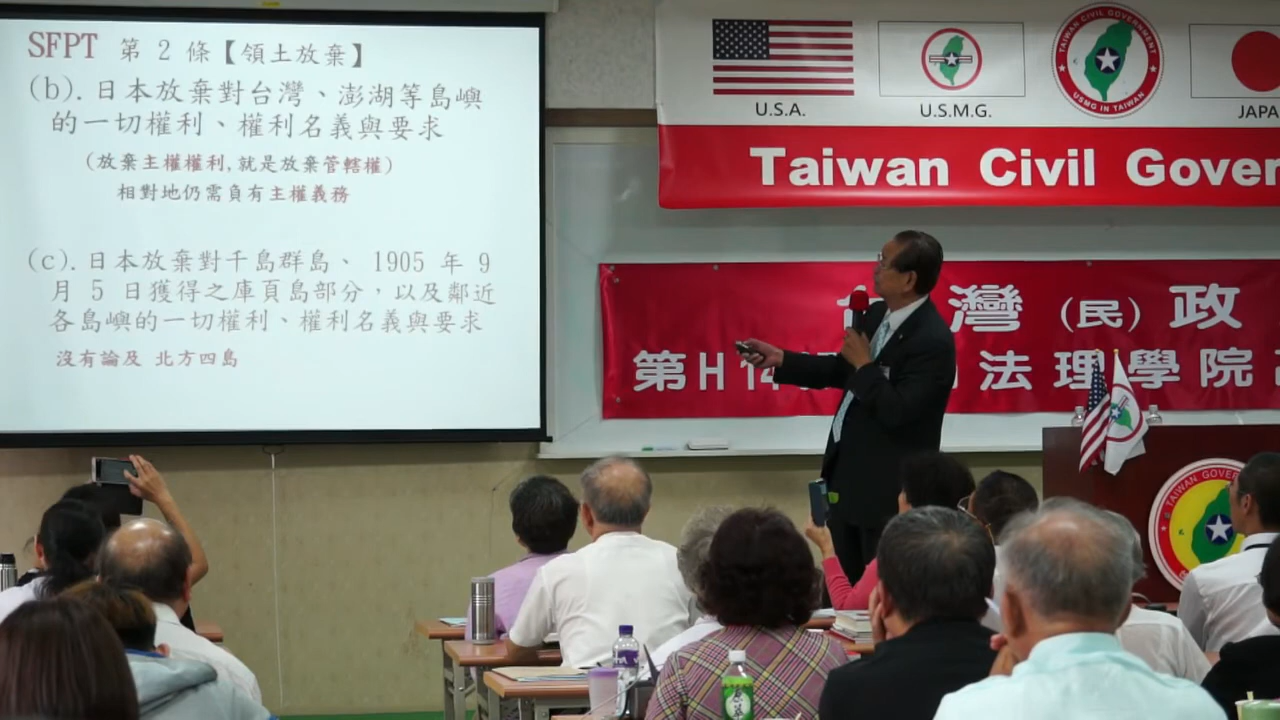 SFPT 第 2 條【領土放棄】
(b). 日本放棄對台灣、澎湖等島嶼
的一切權利、權利名義與要求
(放棄主權權利,就是放棄管轄權)
相對地仍需負有主權義務
(c). 日本放棄對千島群島、 1905 年 9
月 5 日獲得之庫頁島部分，以及鄰近
各島嶼的一切權利、權利名義與要求
沒有論及 北方四島
U.S.A.
U.S.M.G.
TAIWAN CIVIL GOVERNMENT
USMG IN TAIWAN
JAPA
Taiwan Civil Gover
灣 (民) 政
第H14
法理學院
TAIWAN GOVER